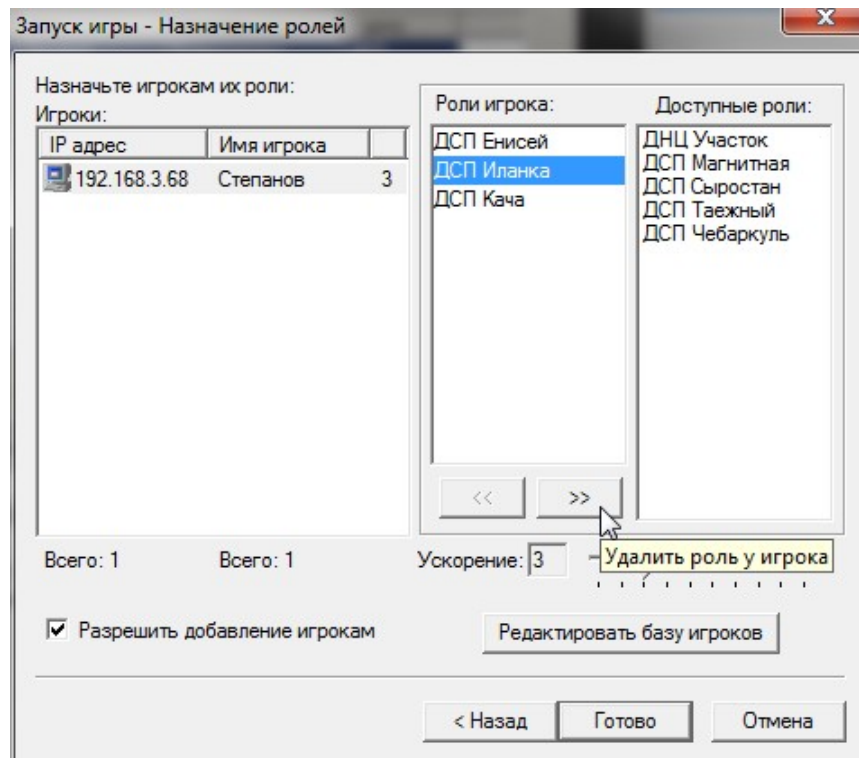 Запуск игры - Назначение ролей
Назначьте игрокам их роли:
Игроки:
IP адрес Имя игрока
192.168.3.68 Степанов 3
Роли игрока:
ДСП Енисей
ДСП Иланка
ДСП Кача
Доступные роли:
ДНЦ Участок
ДСП Магнитная
ДСП Сыростан
ДСП Таежный
ДСП Чебаркуль
<< >>
Всего: 1 Всего: 1
Ускорение: 3
Удалить роль у игрока
Разрешить добавление игрокам
Редактировать базу игроков
< Назад Готово Отмена